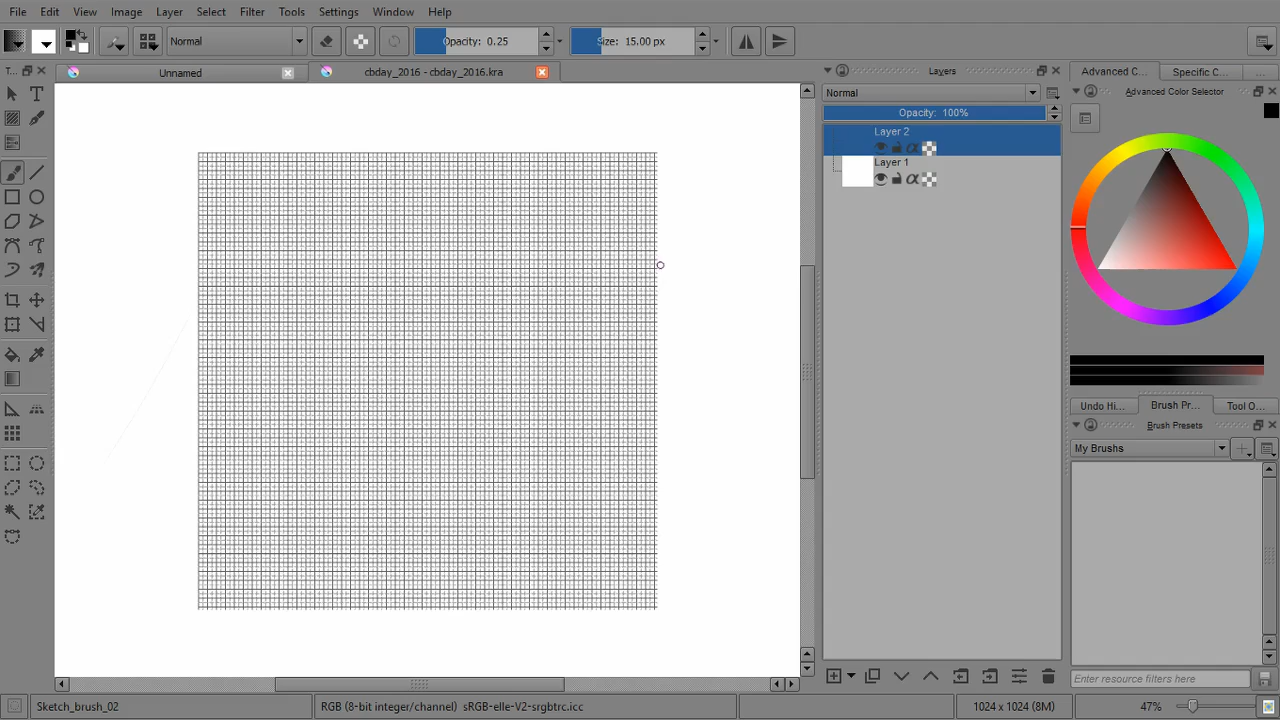 File Edit View Image Layer Select Filter Tools Settings Window Help
Normal Opacity: 0.25 Size: 15.00 px
T... Unnamed cbday_2016 - cbday_2016.kra Layers Advanced C... Specific C... ...
Normal Advanced Color Selector
Opacity: 100%
Layer 2
Layer 1
Undo Hi... Brush Pr... Tool O...
Brush Presets
My Brushes
Enter resource filters here
Sketch_brush_02 RGB (8-bit integer/channel) sRGB-elle-V2-srgbtrc.icc 1024 x 1024 (8M) 47%